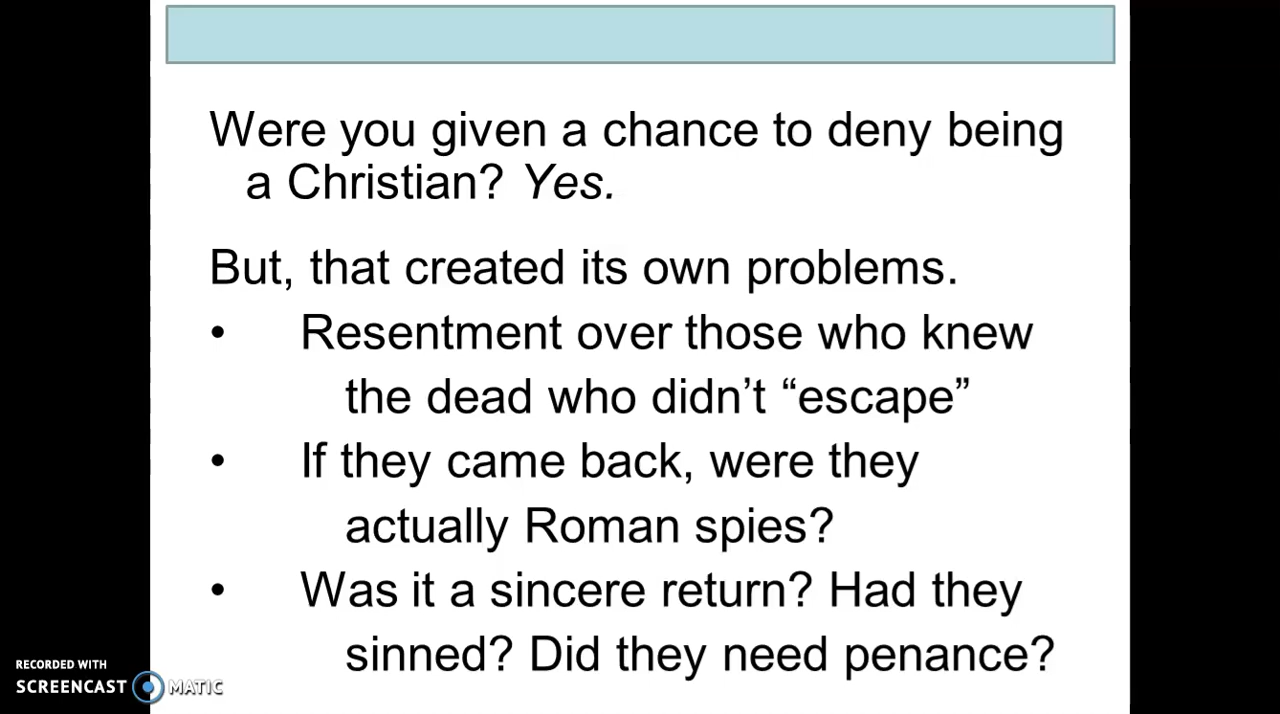 Were you given a chance to deny being
a Christian? Yes.
But, that created its own problems.
• Resentment over those who knew
the dead who didn’t “escape”
• If they came back, were they
actually Roman spies?
• Was it a sincere return? Had they
sinned? Did they need penance?
RECORDED WITH
SCREENCAST MATIC